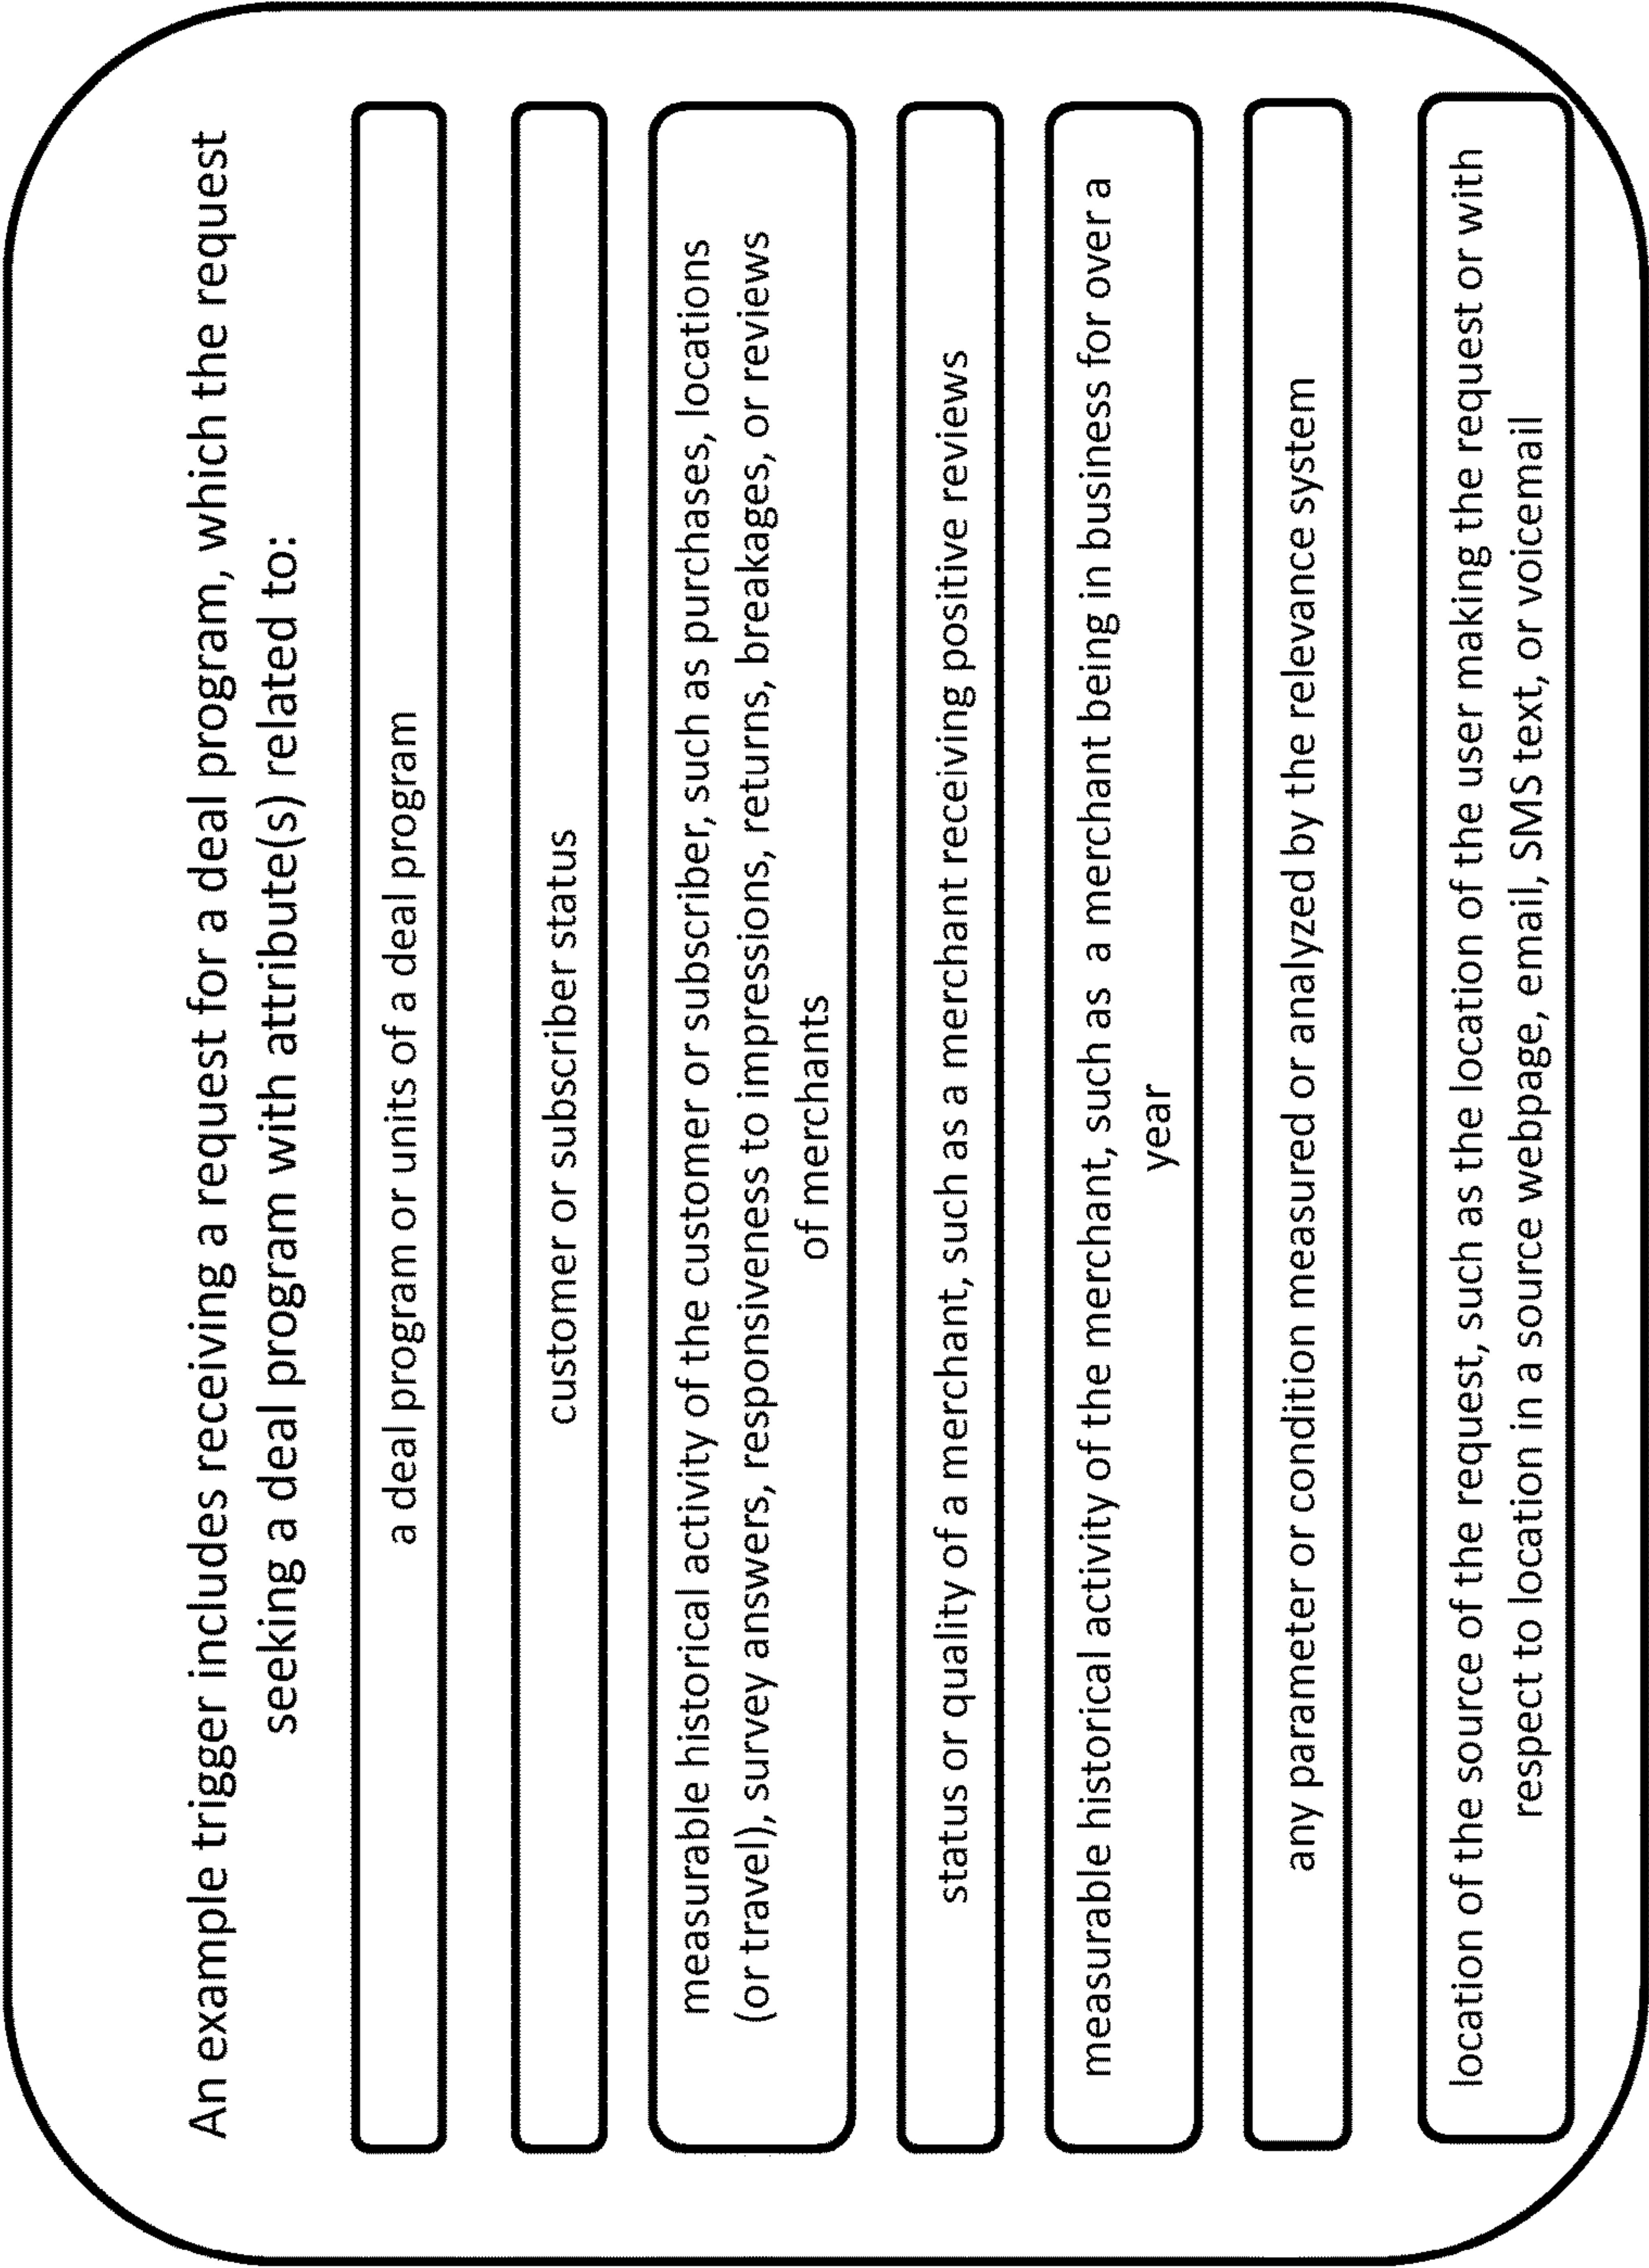 An example trigger includes receiving a request for a deal program, which the request
seeking a deal program with attribute(s) related to:
a deal program or units of a deal program
customer or subscriber status
measurable historical activity of the customer or subscriber, such as purchases, locations
(or travel), survey answers, responsiveness to impressions, returns, breakages, or reviews
of merchants
status or quality of a merchant, such as a merchant receiving positive reviews
measurable historical activity of the merchant, such as  a merchant being in business for over a
year
any parameter or condition measured or analyzed by the relevance system
location of the source of the request, such as the location of the user making the request or with
respect to location in a source webpage, email, SMS text, or voicemail